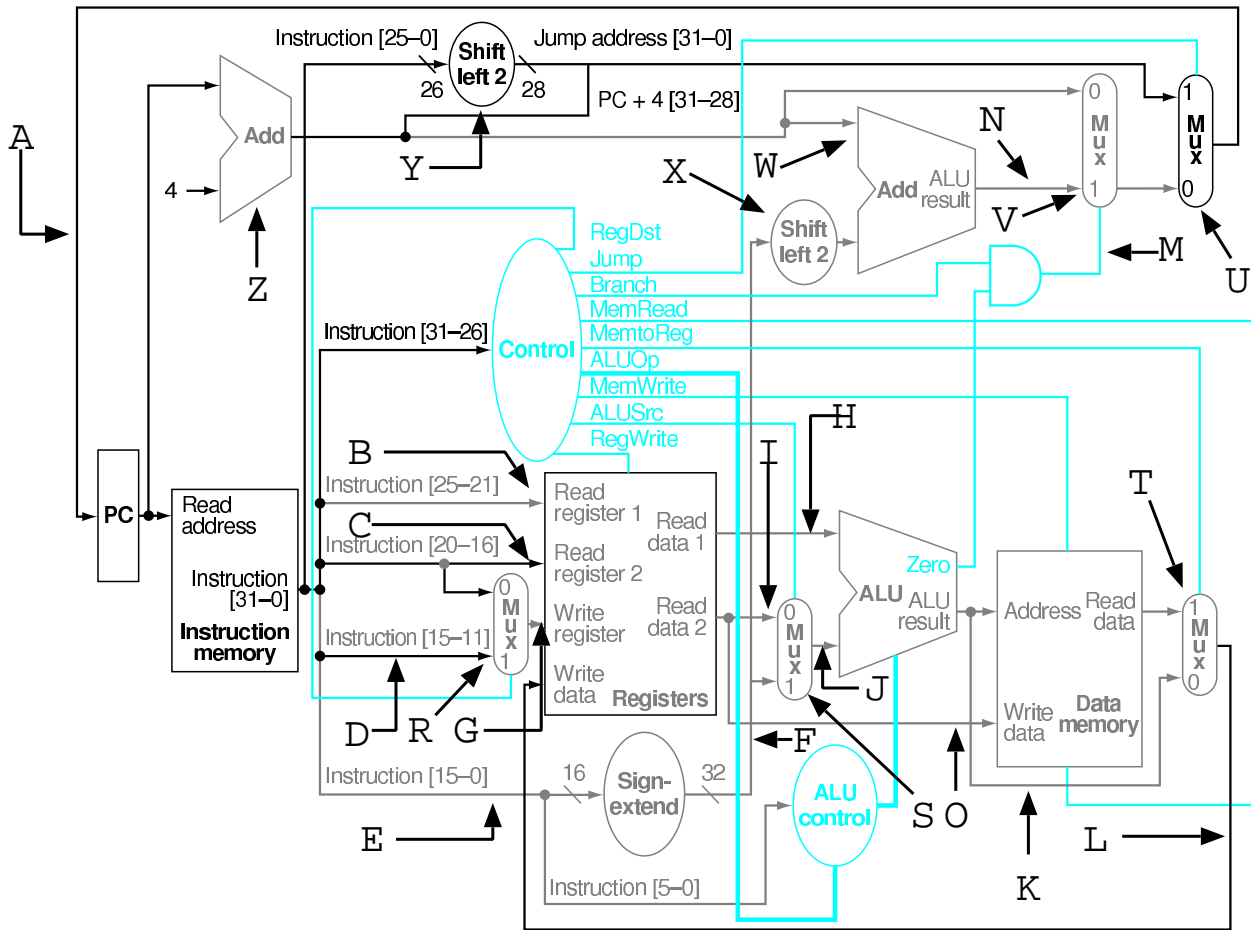 Instruction [25–0]
Shift
left 2
Jump address [31–0]
26
28
PC + 4 [31–28]
A
Add
4
Z
Y
X
W
N
Add
ALU
result
Shift
left 2
0
M
u
x
1
V
M
1
M
u
x
0
U
RegDst
Jump
Branch
MemRead
MemtoReg
ALUOp
MemWrite
ALUSrc
RegWrite
Instruction [31–26]
Control
B
Instruction [25–21]
C
Instruction [20–16]
PC
Read
address
Instruction
[31–0]
Instruction
memory
0
M
u
x
1
Instruction [15–11]
D
R
G
Read
register 1
Read
register 2
Write
register
Write
data
Read
data 1
Read
data 2
Registers
H
I
0
M
u
x
1
J
Zero
ALU
ALU
result
Address
Read
data
Write
data
Data
memory
T
1
M
u
x
0
Instruction [15–0]
E
16
Sign-
extend
32
F
ALU
control
S
O
K
L
Instruction [5–0]